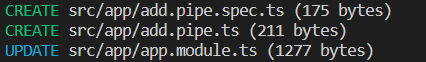 CREATE src/app/add.pipe.spec.ts (175 bytes)
CREATE src/app/add.pipe.ts (211 bytes)
UPDATE src/app/app.module.ts (1277 bytes)